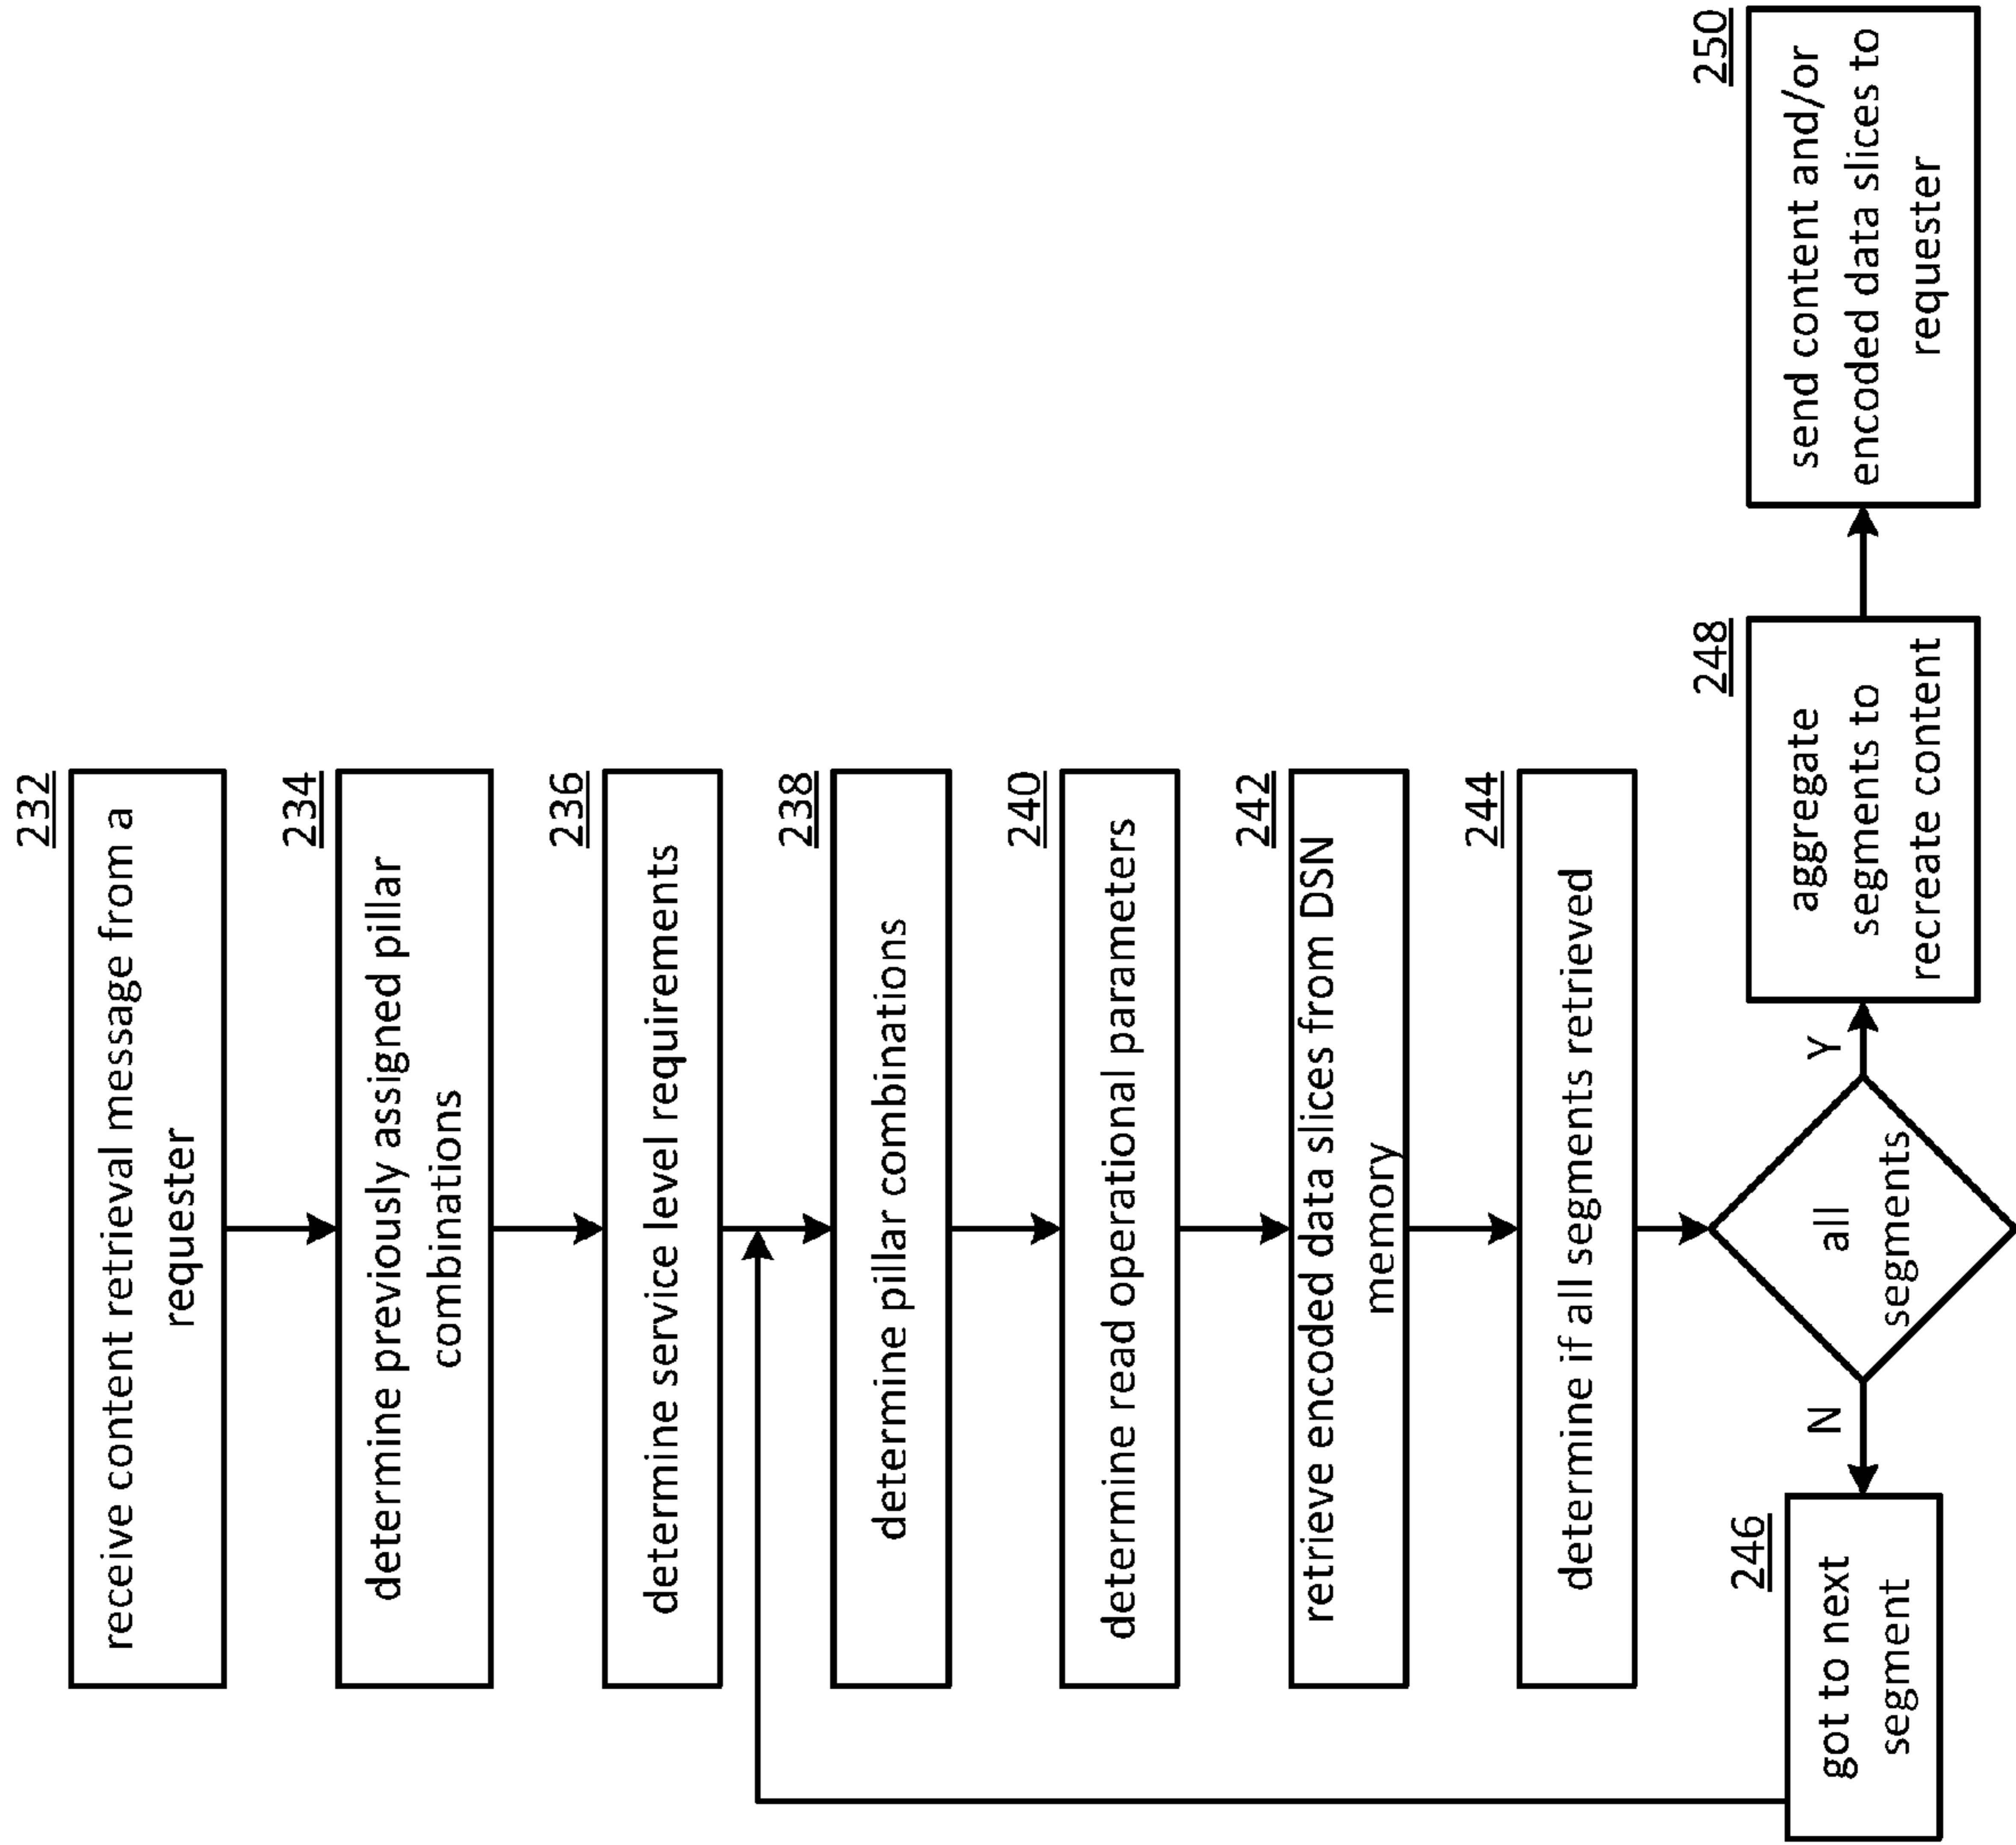 232
receive content retrieval message from a
requester
234
determine previously assigned pillar
combinations
236
determine service level requirements
238
determine pillar combinations
240
determine read operational parameters
242
retrieve encoded data slices from DSN
memory
244
determine if all segments retrieved
all
segments
N
Y
246
got to next
segment
248
aggregate
segments to
recreate content
250
send content and/or
encoded data slices to
requester